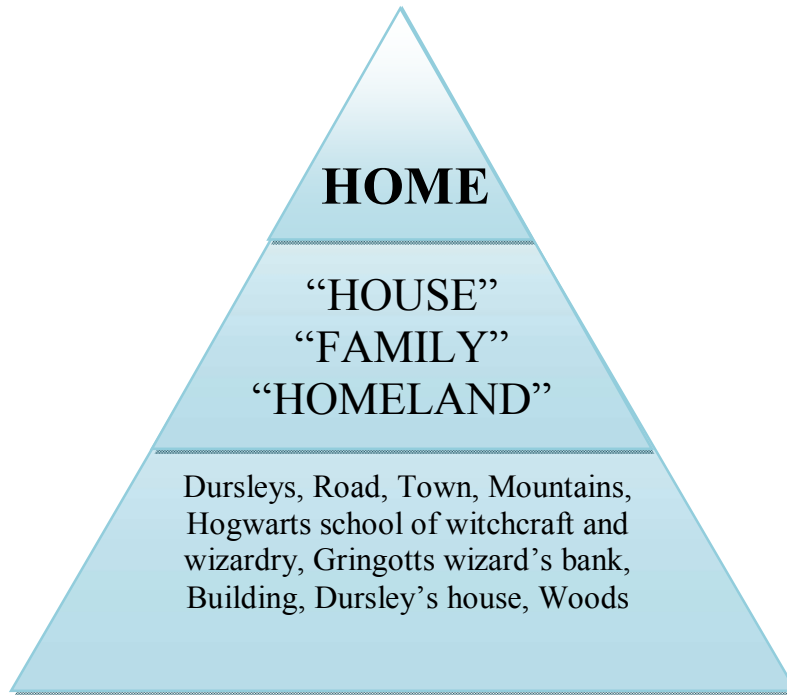 HOME
“HOUSE”
“FAMILY”
“HOMELAND”
Dursleys, Road, Town, Mountains,
Hogwarts school of witchcraft and
wizardry, Gringotts wizard’s bank,
Building, Dursley’s house, Woods